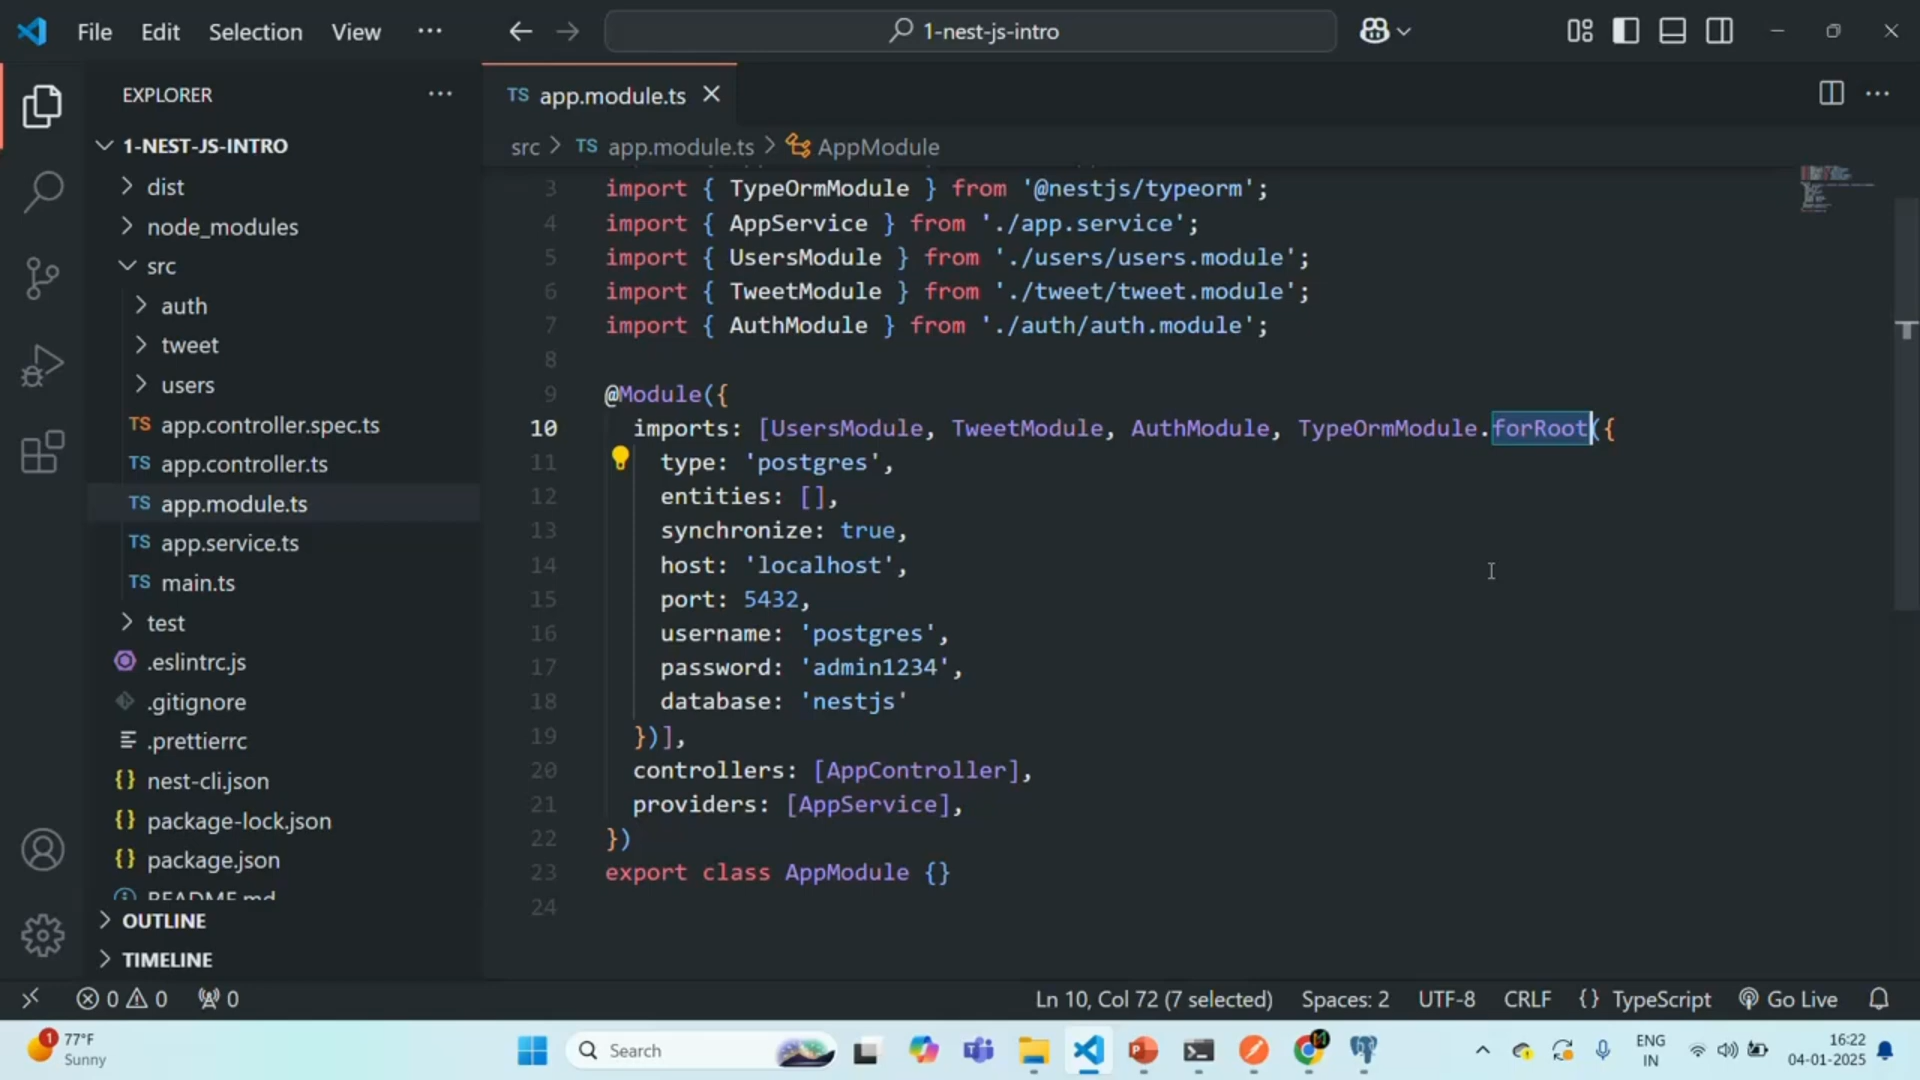 File Edit Selection View ... 1-nest-js-intro
EXPLORER
1-NEST-JS-INTRO
dist
node_modules
src
auth
tweet
users
TS app.controller.spec.ts
TS app.controller.ts
TS app.module.ts
TS app.service.ts
TS main.ts
test
.eslintrc.js
.gitignore
.prettierrc
{} nest-cli.json
{} package-lock.json
{} package.json
README.md
OUTLINE
TIMELINE
TS app.module.ts
src > TS app.module.ts > AppModule
3 import { TypeOrmModule } from '@nestjs/typeorm';
4 import { AppService } from './app.service';
5 import { UsersModule } from './users/users.module';
6 import { TweetModule } from './tweet/tweet.module';
7 import { AuthModule } from './auth/auth.module';
8
9 @Module({
10 imports: [UsersModule, TweetModule, AuthModule, TypeOrmModule.forRoot({
11 type: 'postgres',
12 entities: [],
13 synchronize: true,
14 host: 'localhost',
15 port: 5432,
16 username: 'postgres',
17 password: 'admin1234',
18 database: 'nestjs'
19 })],
20 controllers: [AppController],
21 providers: [AppService],
22 })
23 export class AppModule {}
24
0 0 0 Ln 10, Col 72 (7 selected) Spaces: 2 UTF-8 CRLF {} TypeScript Go Live
1 77°F
Sunny
Search
ENG
IN
16:22
04-01-2025